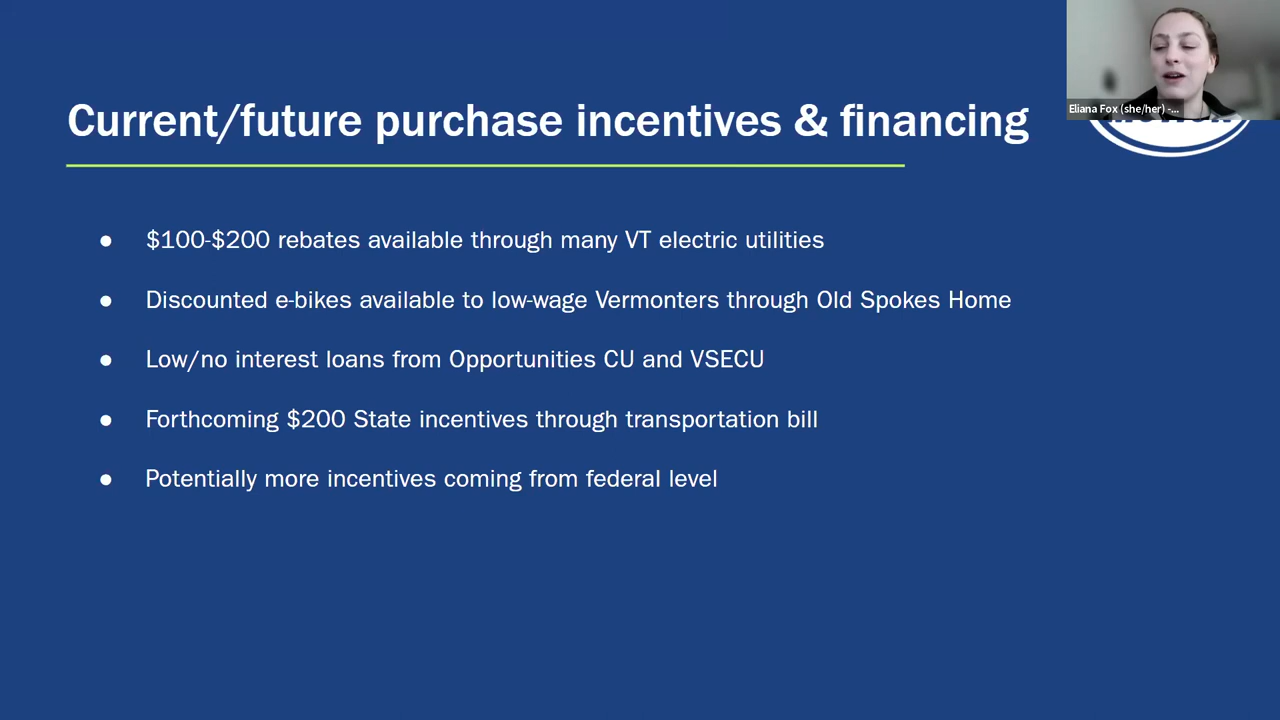 Eliana Fox (she/her) -...
Current/future purchase incentives & financing
● $100-$200 rebates available through many VT electric utilities
● Discounted e-bikes available to low-wage Vermonters through Old Spokes Home
● Low/no interest loans from Opportunities CU and VSECU
● Forthcoming $200 State incentives through transportation bill
● Potentially more incentives coming from federal level